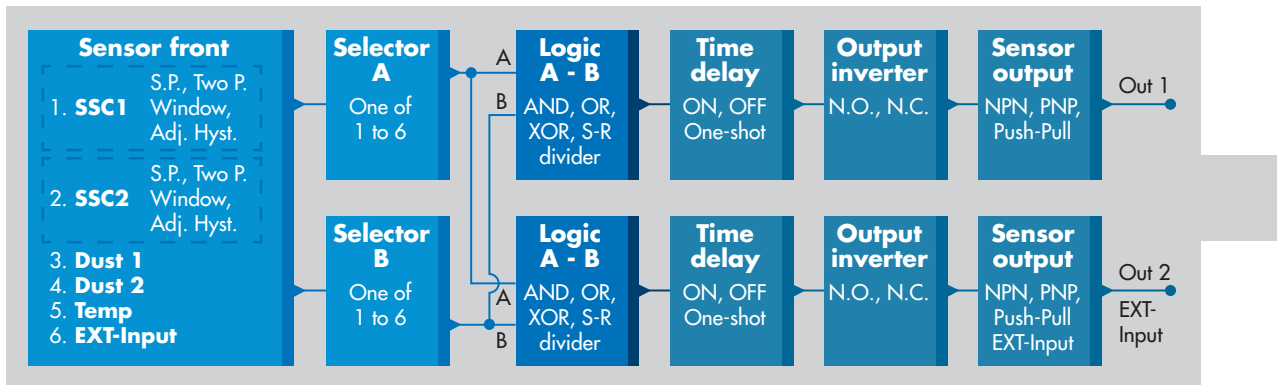 Sensor front
1. SSC1
S.P., Two P.
Window,
Adj. Hyst.
2. SSC2
S.P., Two P.
Window,
Adj. Hyst.
3. Dust 1
4. Dust 2
5. Temp
6. EXT-Input
Selector
A
One of
1 to 6
A
B
Logic
A - B
AND, OR,
XOR, S-R
divider
Time
delay
ON, OFF
One-shot
Output
inverter
N.O., N.C.
Sensor
output
NPN, PNP,
Push-Pull
Out 1
Selector
B
One of
1 to 6
A
B
Logic
A - B
AND, OR,
XOR, S-R
divider
Time
delay
ON, OFF
One-shot
Output
inverter
N.O., N.C.
Sensor
output
NPN, PNP,
Push-Pull
EXT-Input
Out 2
EXT-
Input